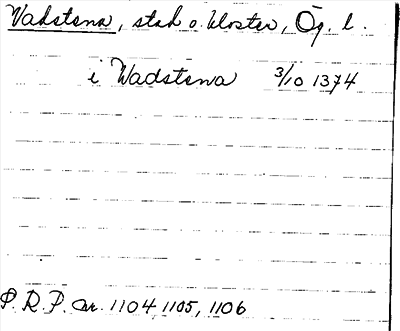 Vadstena, stad o. kloster, Ög. l.
i Wadstena 3/10 1374
P. R. P. nr. 1104, 1105, 1106